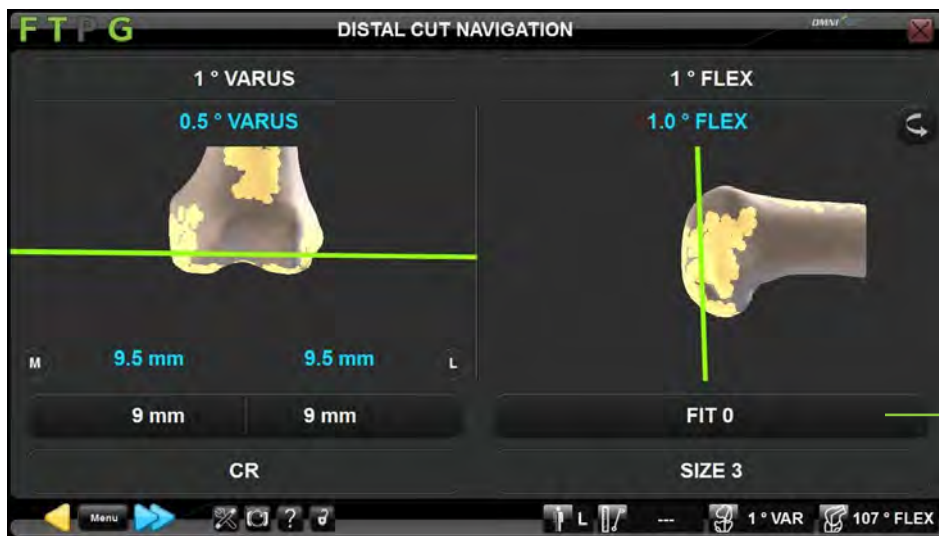 F T P G
DISTAL CUT NAVIGATION
OMNI
1 ° VARUS
1 ° FLEX
0.5 ° VARUS
1.0 ° FLEX
M
9.5 mm
9.5 mm
L
9 mm
9 mm
FIT 0
CR
SIZE 3
Menu
?
L
---
1 ° VAR
107 ° FLEX